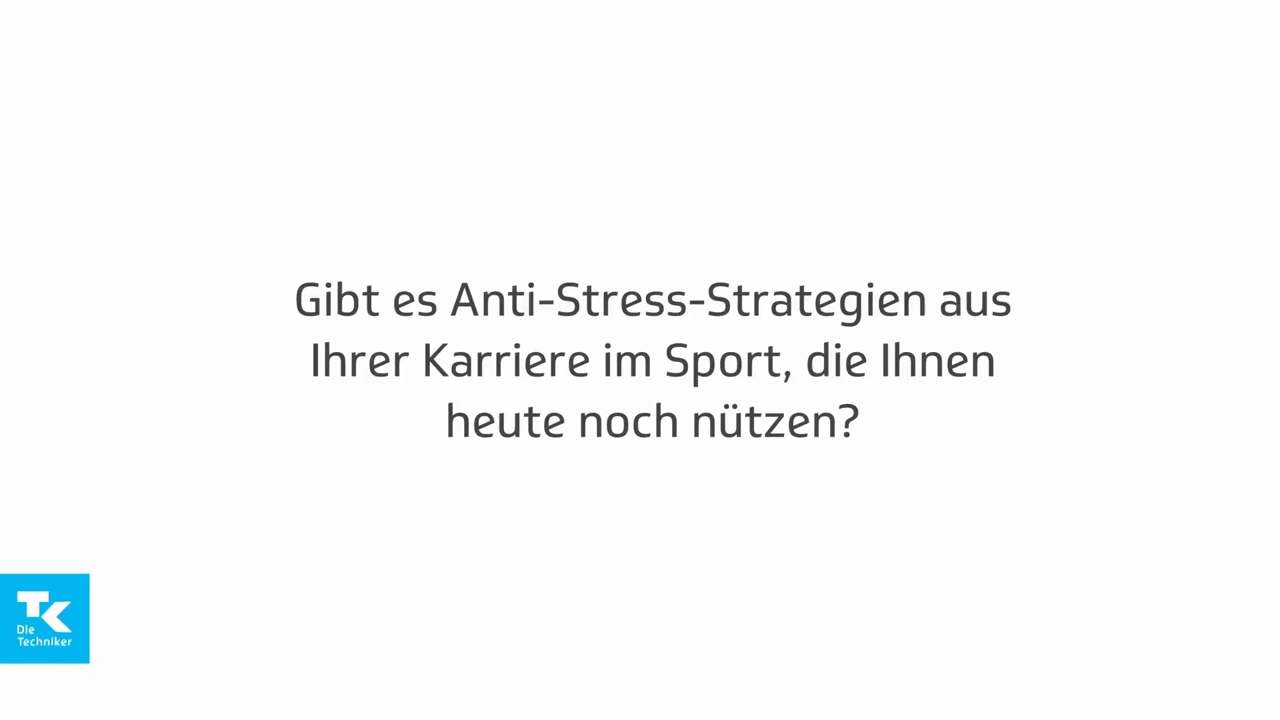 Gibt es Anti-Stress-Strategien aus
Ihrer Karriere im Sport, die Ihnen
heute noch nützen?
TK
Die
Techniker